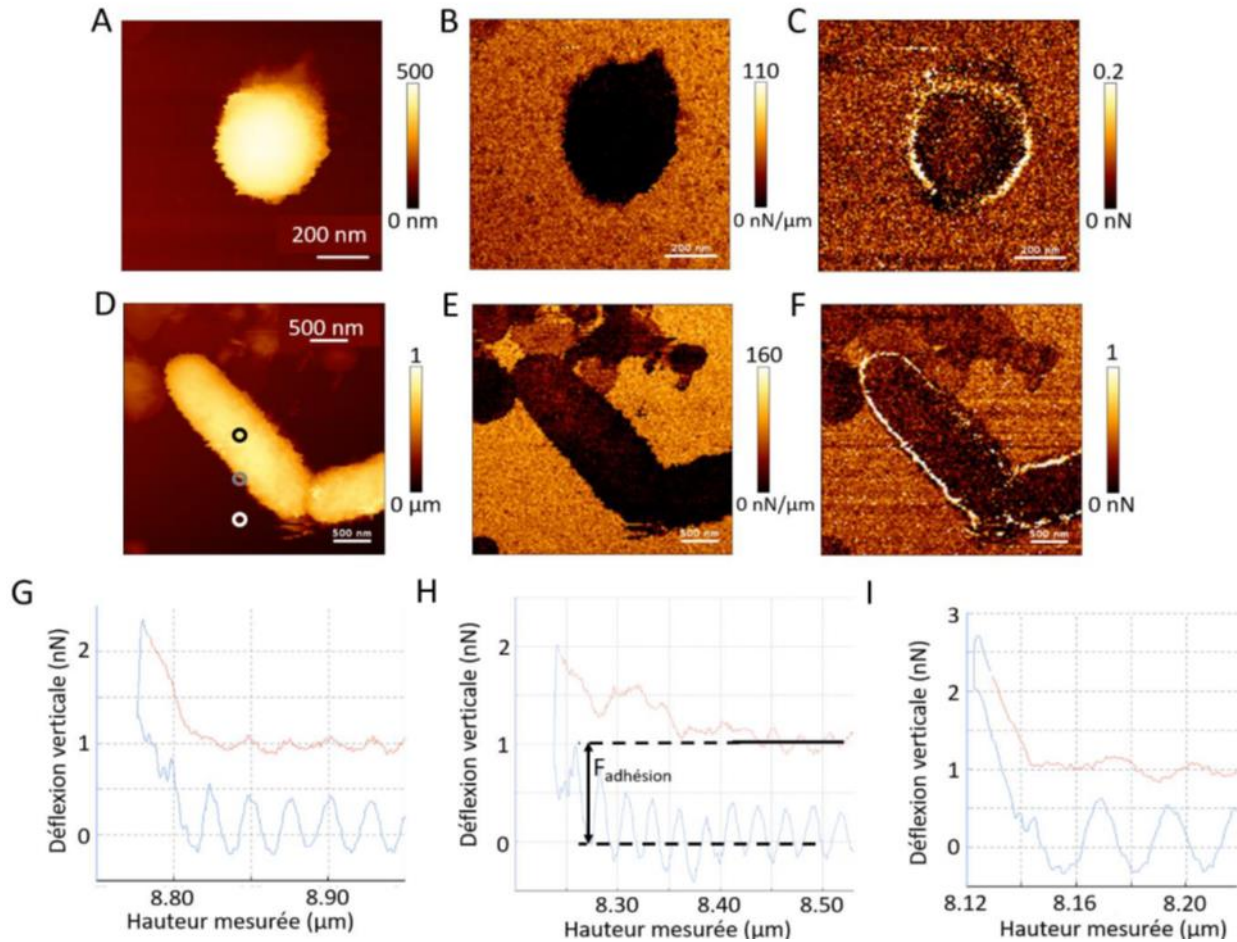 A
500
0 nm
200 nm
B
110
0 nN/µm
200 nm
C
0.2
0 nN
200 nm
D
500 nm
1
0 µm
500 nm
E
160
0 nN/µm
500 nm
F
1
0 nN
500 nm
G
Déflexion verticale (nN)
2
1
0
8.80 8.90
Hauteur mesurée (µm)
H
Déflexion verticale (nN)
2
1
0
Fadhésion
8.30 8.40 8.50
Hauteur mesurée (µm)
I
Déflexion verticale (nN)
3
2
1
0
8.12 8.16 8.20
Hauteur mesurée (µm)